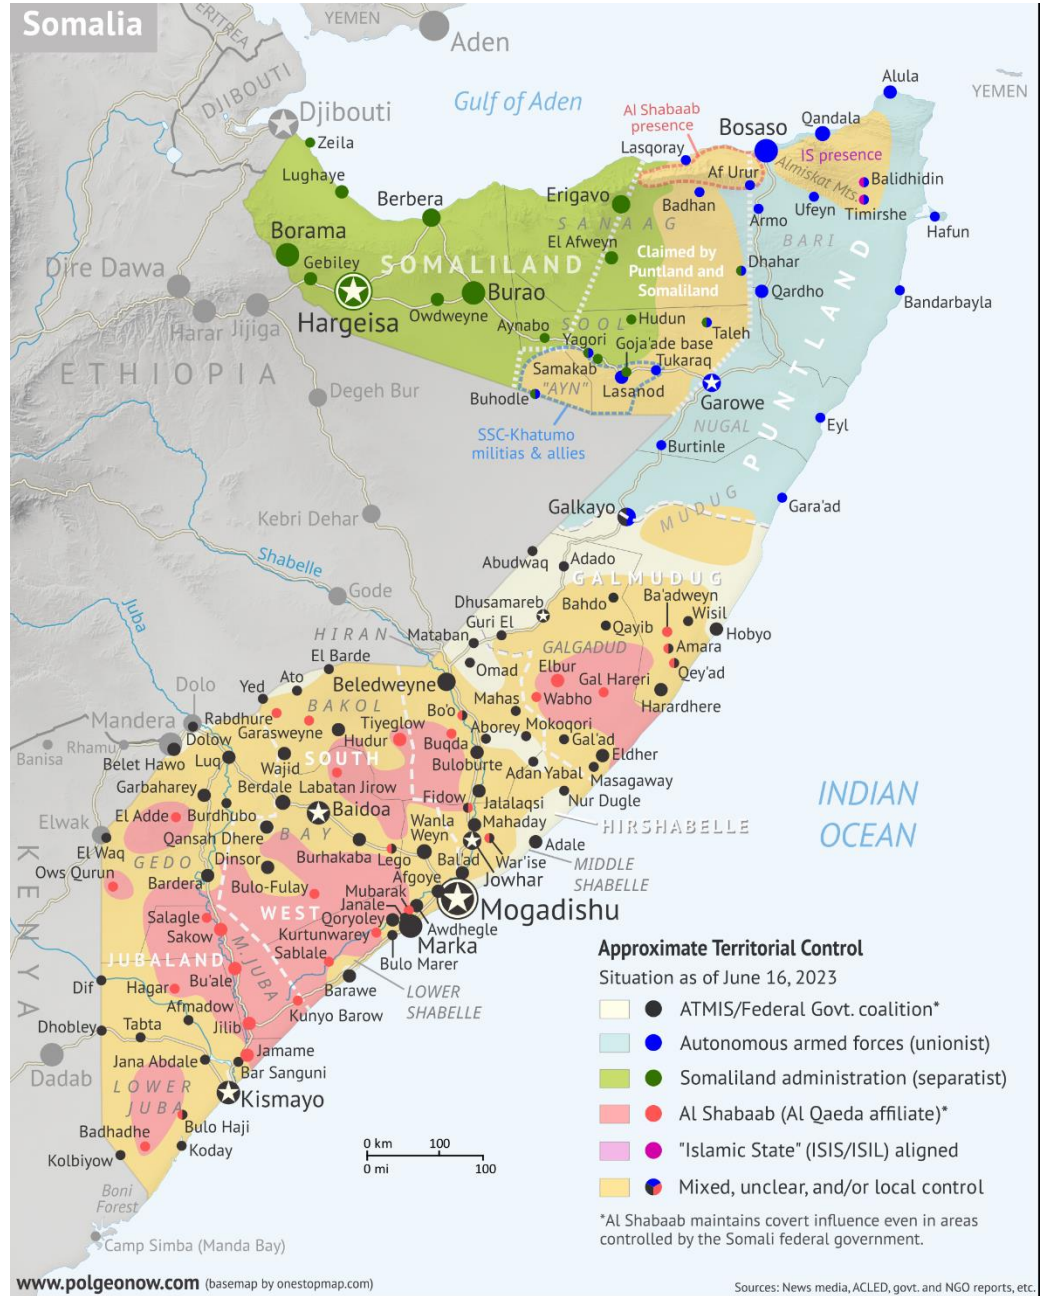 Somalia
ERITREA
YEMEN
Aden
DJIBOUTI
Djibouti
Gulf of Aden
Alula
YEMEN
Al Shabaab
presence
Bosaso
Qandala
Zeila
Lasqoray
IS presence
Lughaye
Af Urur
Almiskat Mts.
Balidhidin
Berbera
Erigavo
Badhan
Ufeyn
Timirshe
SANAAG
Armo
Hafun
Borama
El Afweyn
BARI
Gebiley
SOMALILAND
Claimed by
Puntland and
Somaliland
Dhahar
Dire Dawa
Burao
Qardho
Bandarbayla
Harar
Jijiga
Hargeisa
Owdweyne
Aynabo
SOOL
Hudun
Taleh
PUNTLAND
ETHIOPIA
Yagori
Goja'ade base
Samakab
Tukaraq
Degeh Bur
"AYN"
Lasanod
Buhodle
Garowe
SSC-Khatumo
militias & allies
NUGAL
Eyl
Burtinle
Galkayo
MUDUG
Gara'ad
Kebri Dehar
Shabelle
Abudwaq
Adado
GALMUDUG
Juba
Gode
Dhusamareb
Bahdo
Ba'adweyn
Wisil
HIRAN
Mataban
Guri El
Qayib
Hobyo
GALGADUD
Amara
El Barde
Omad
Elbur
Qey'ad
Dolo
Ato
Beledweyne
Gal Hareri
Yed
BAKOL
Mahas
Wabho
Harardhere
Mandera
Rabdhure
Bo'o
Garasweyne
Tiyeglow
Aborey
Mokoqori
Rhamu
Dolow
Hudur
Buqda
Gal'ad
Banisa
Belet Hawo
Luq
Wajid
SOUTH
Buloburte
Adan Yabal
Eldher
Masagaway
Garbaharey
Berdale
Labatan Jirow
Nur Dugle
INDIAN
OCEAN
El Adde
Burdhubo
Baidoa
Fidow
Jalalaqsi
Elwak
Qansah Dhere
BAY
Wanla
Weyn
Mahaday
HIRSHABELLE
El Waq
GEDO
Dinsor
Burhakaba
Lego
War'ise
Adale
Ows Qurun
Bardera
Bulo-Fulay
Bal'ad
Jowhar
MIDDLE
SHABELLE
Afgoye
Mubarak
Janale
Mogadishu
KENYA
Salagle
WEST
Qoryoley
Awdhegle
Sakow
Kurtunwarey
Marka
JUBALAND
M. JUBA
Sablale
Bulo Marer
Dif
Hagar
Bu'ale
Barawe
LOWER
SHABELLE
Afmadow
Kunyo Barow
Dhobley
Tabta
Jilib
Jana Abdale
Jamame
Dadab
Bar Sanguni
LOWER
JUBA
Kismayo
Bulo Haji
Badhadhe
Koday
Kolbiyow
Boni
Forest
Camp Simba (Manda Bay)
0 km 100
0 mi 100
Approximate Territorial Control
Situation as of June 16, 2023
ATMIS/Federal Govt. coalition*
Autonomous armed forces (unionist)
Somaliland administration (separatist)
Al Shabaab (Al Qaeda affiliate)*
"Islamic State" (ISIS/ISIL) aligned
Mixed, unclear, and/or local control
*Al Shabaab maintains covert influence even in areas
controlled by the Somali federal government.
www.polgeonow.com (basemap by onestopmap.com)
Sources: News media, ACLED, govt. and NGO reports, etc.